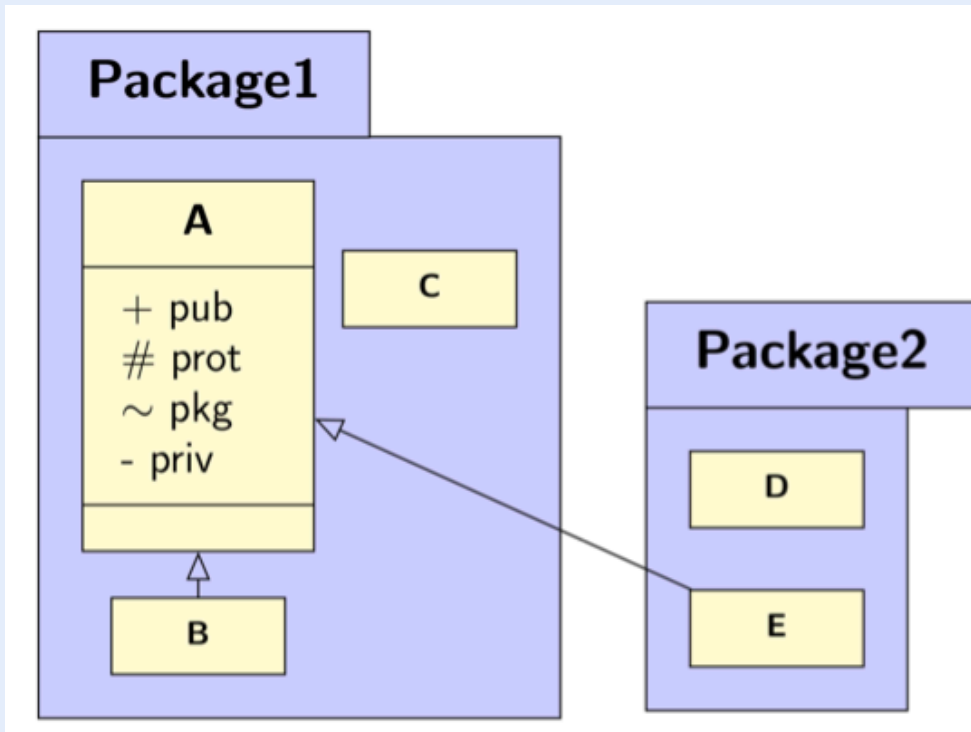 Package1
A
+ pub
# prot
~ pkg
- priv
C
B
Package2
D
E